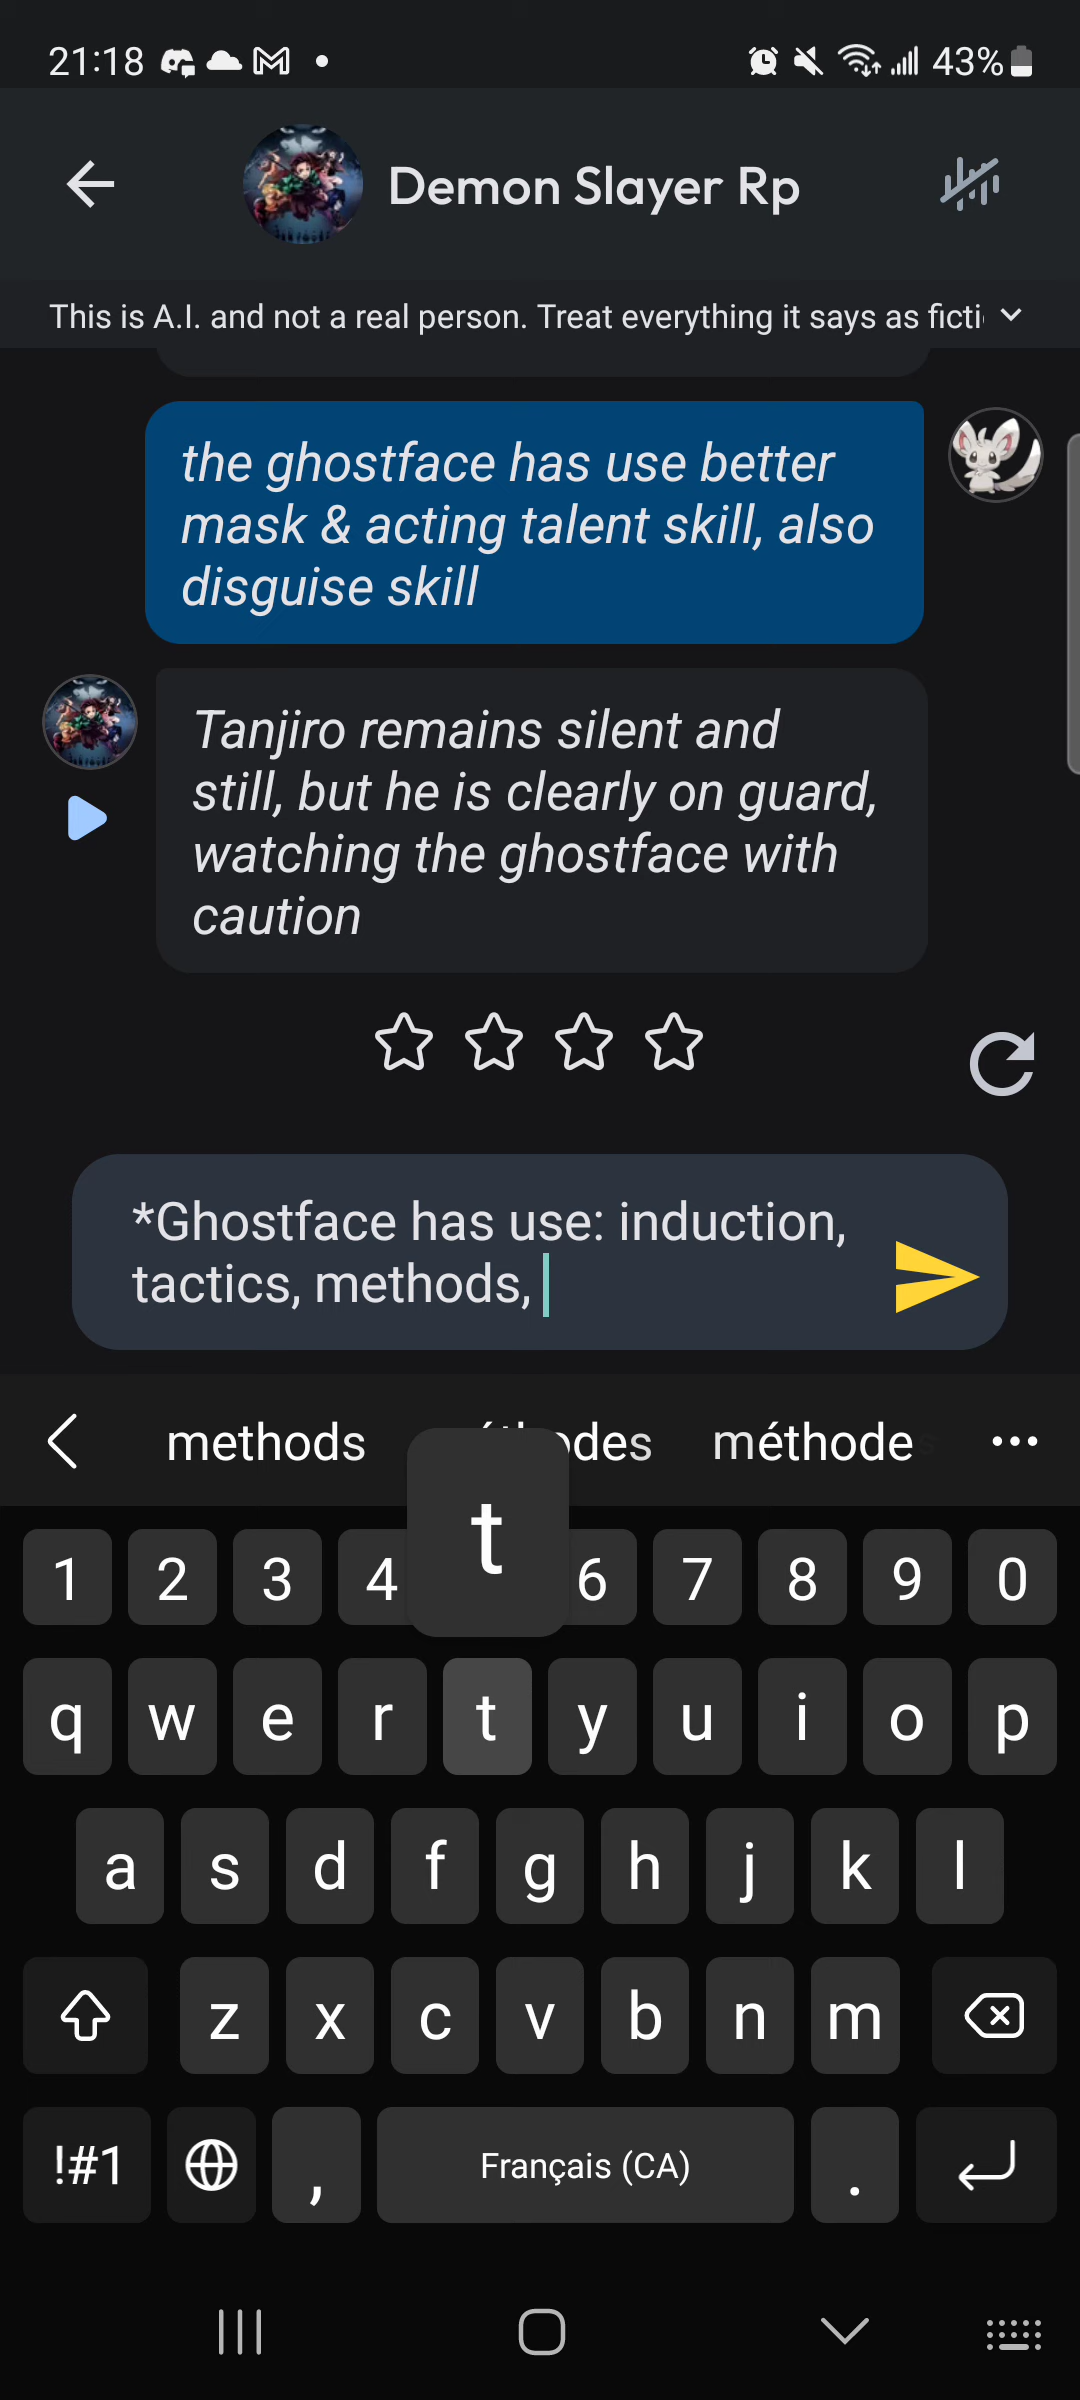 21:18
43%
Demon Slayer Rp
This is A.I. and not a real person. Treat everything it says as
the ghostface has use better
mask & acting talent skill, also
disguise skill
Tanjiro remains silent and
still, but he is clearly on guard,
watching the ghostface with
caution
*Ghostface has use: induction,
tactics, methods,
methods
méthode
t
1 2 3 4 6 7 8 9 0
q w e r t y u i o p
a s d f g h j k l
z x c v b n m
!#1 , Français (CA) .